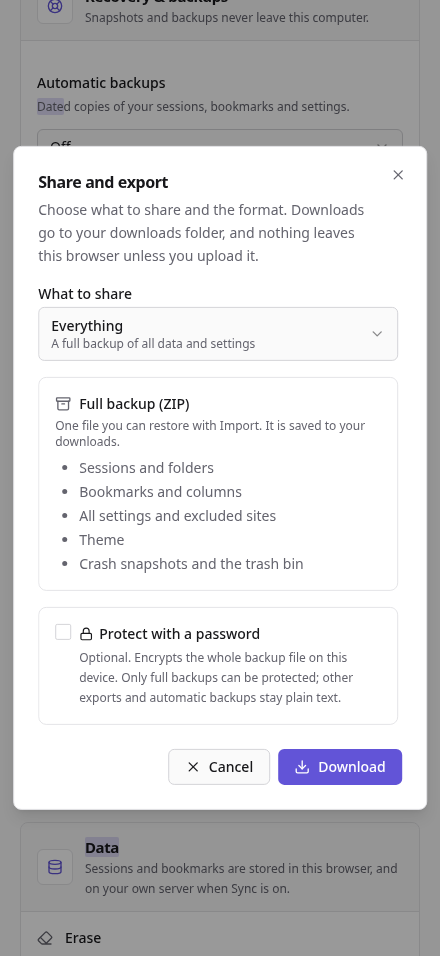 Recovery & backups
Snapshots and backups never leave this computer.
Automatic backups
Dated copies of your sessions, bookmarks and settings.
Off
Share and export
Choose what to share and the format. Downloads
go to your downloads folder, and nothing leaves
this browser unless you upload it.
What to share
Everything
A full backup of all data and settings
Full backup (ZIP)
One file you can restore with Import. It is saved to your
downloads.
Sessions and folders
Bookmarks and columns
All settings and excluded sites
Theme
Crash snapshots and the trash bin
Protect with a password
Optional. Encrypts the whole backup file on this
device. Only full backups can be protected; other
exports and automatic backups stay plain text.
Cancel
Download
Data
Sessions and bookmarks are stored in this browser, and
on your own server when Sync is on.
Erase